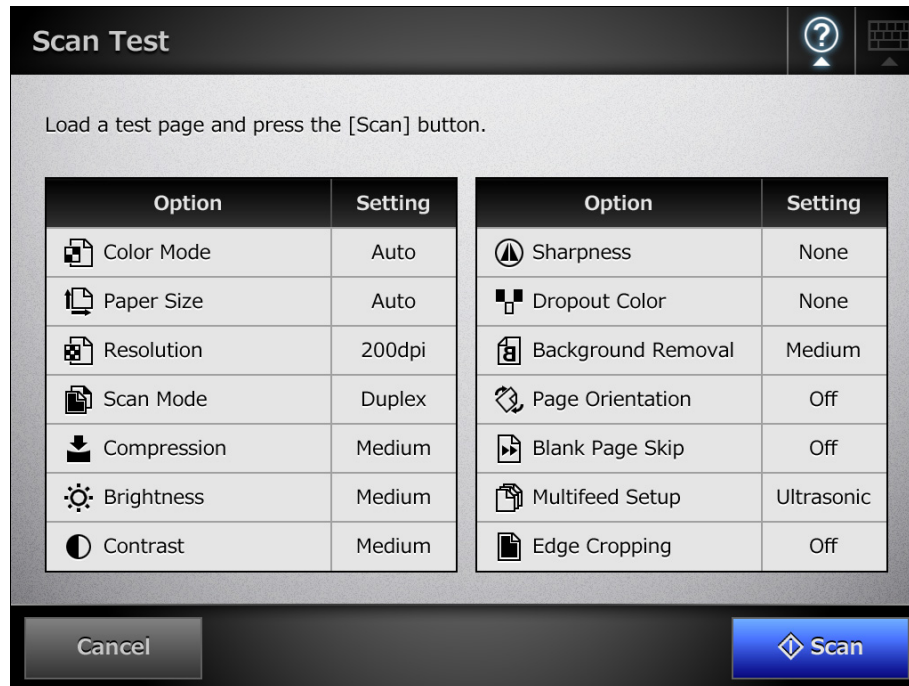 Scan Test
Load a test page and press the [Scan] button.
Option Setting
Color Mode Auto
Paper Size Auto
Resolution 200dpi
Scan Mode Duplex
Compression Medium
Brightness Medium
Contrast Medium
Option Setting
Sharpness None
Dropout Color None
Background Removal Medium
Page Orientation Off
Blank Page Skip Off
Multifeed Setup Ultrasonic
Edge Cropping Off
Cancel
Scan